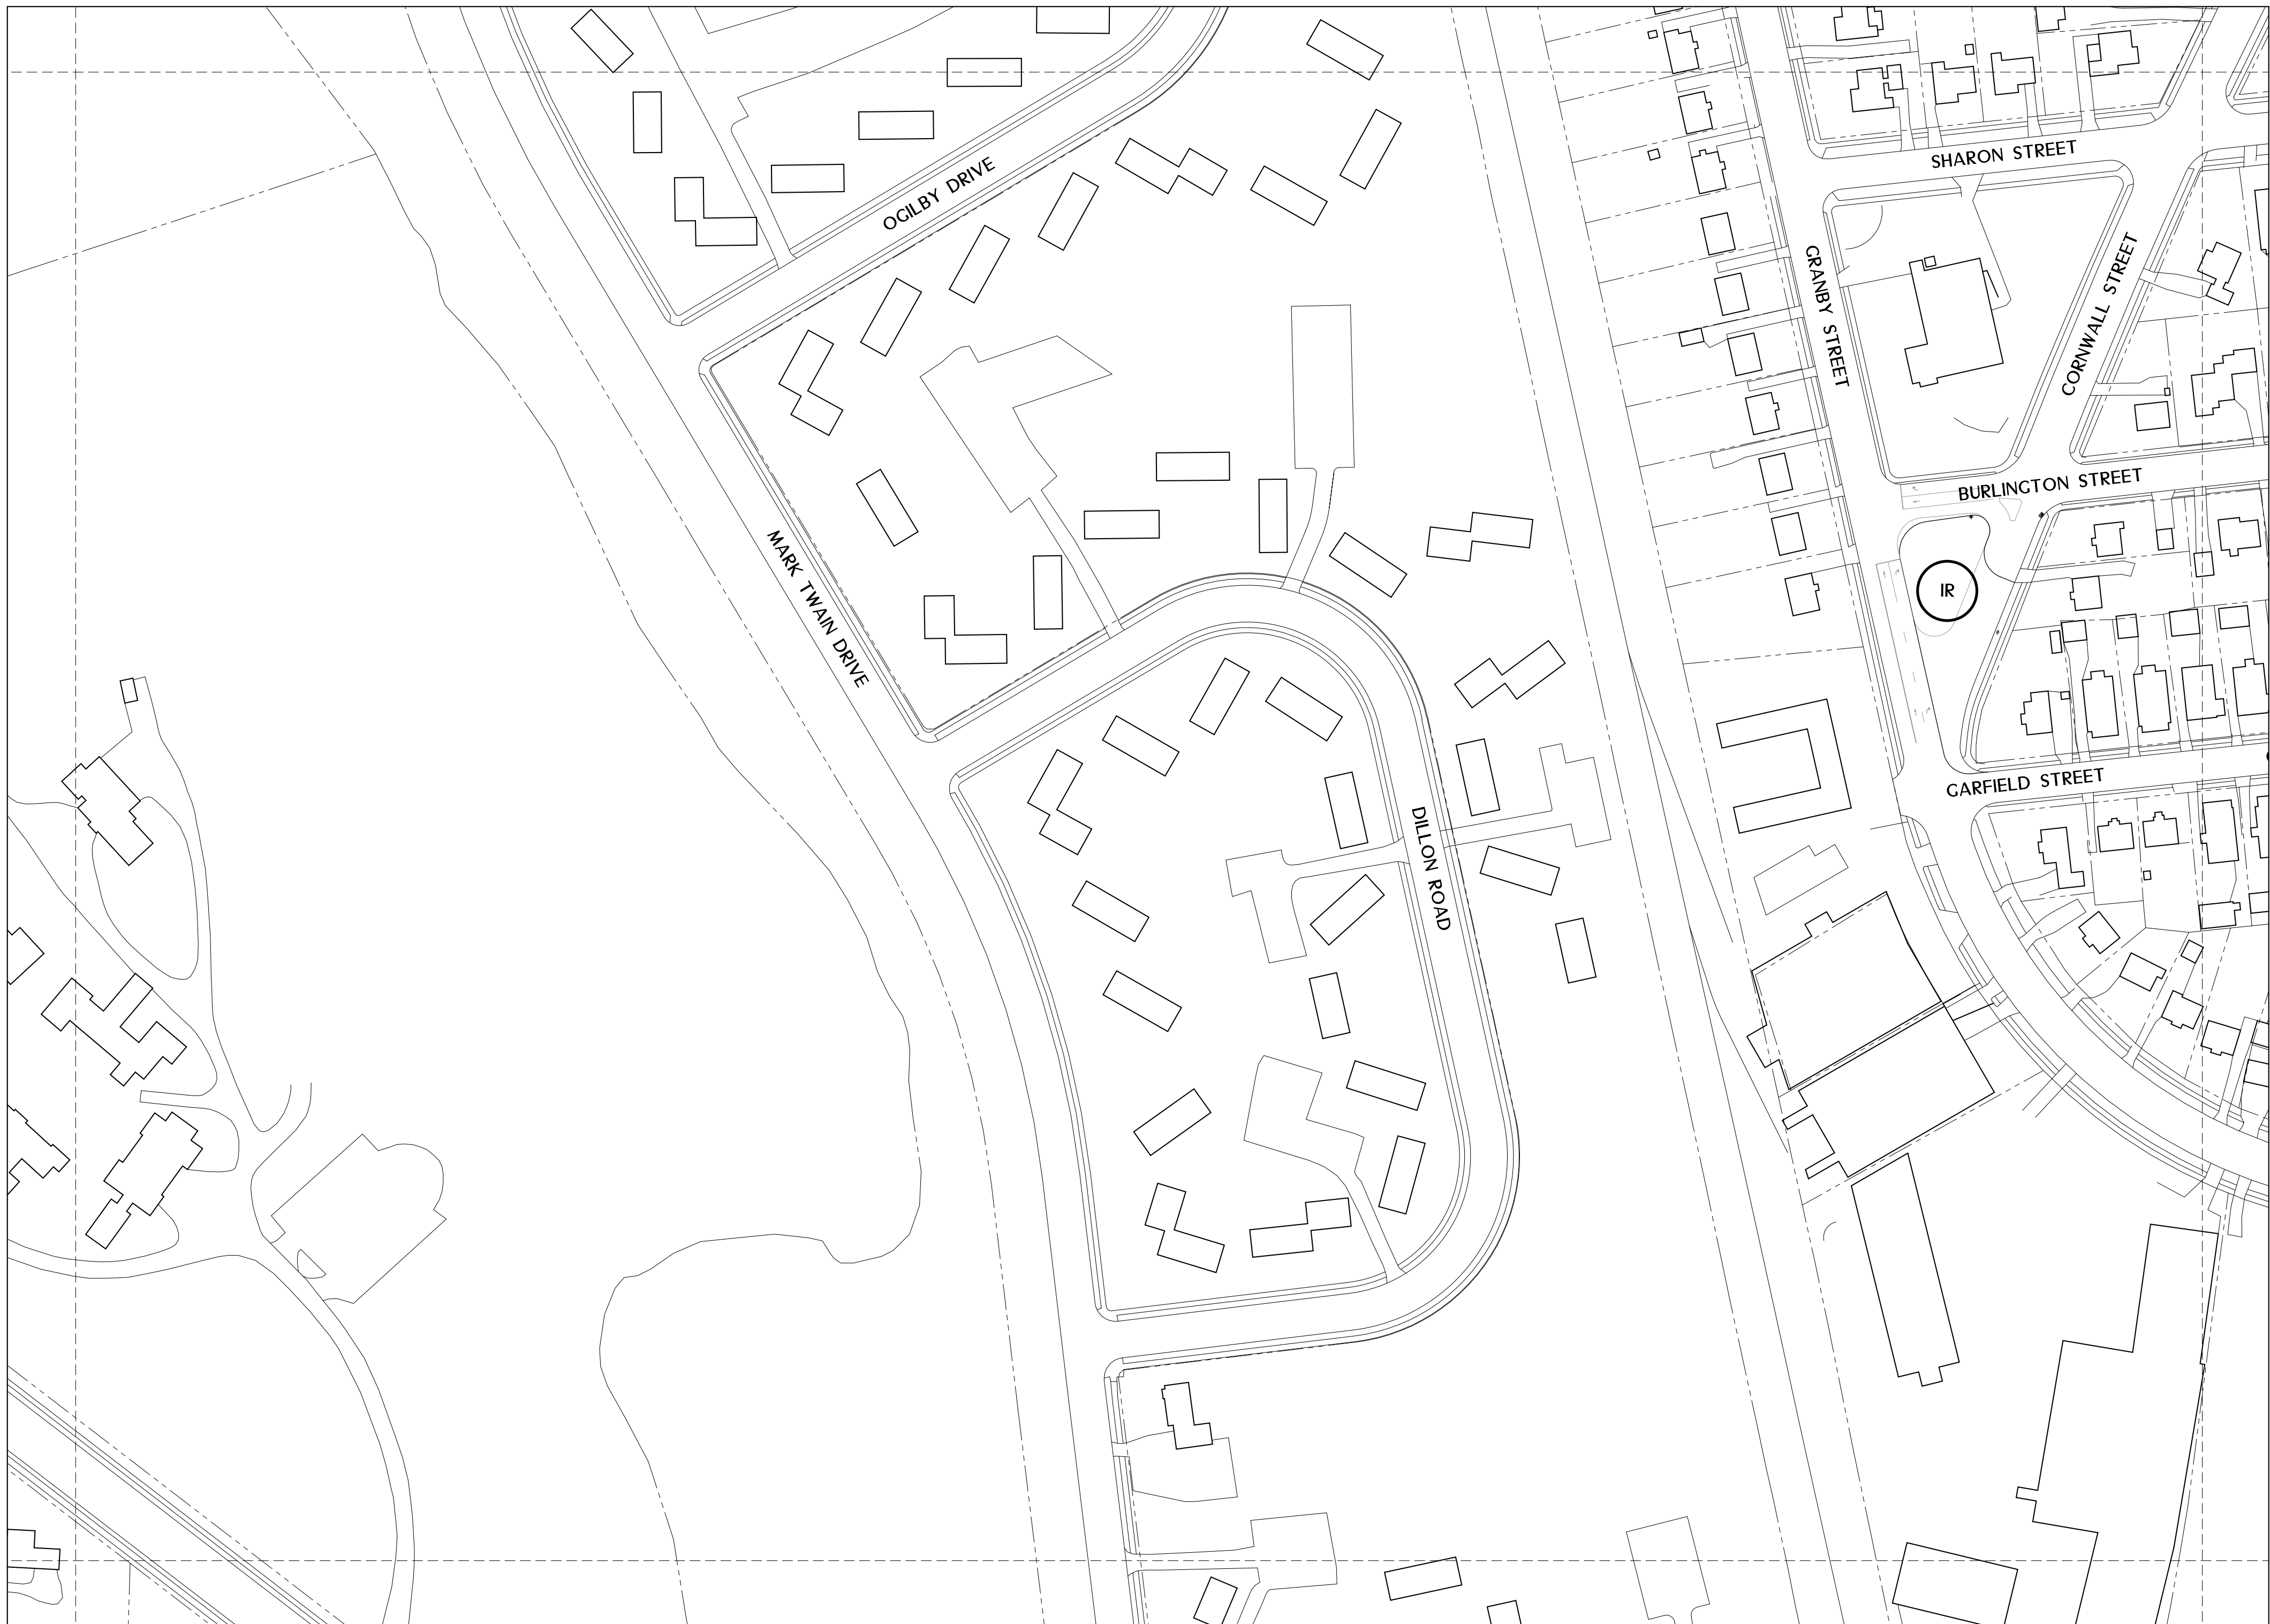 SHARON STREET
OGILBY DRIVE
GRANBY STREET
CORNWALL STREET
BURLINGTON STREET
MARK TWAIN DRIVE
IR
GARFIELD STREET
DILLON ROAD